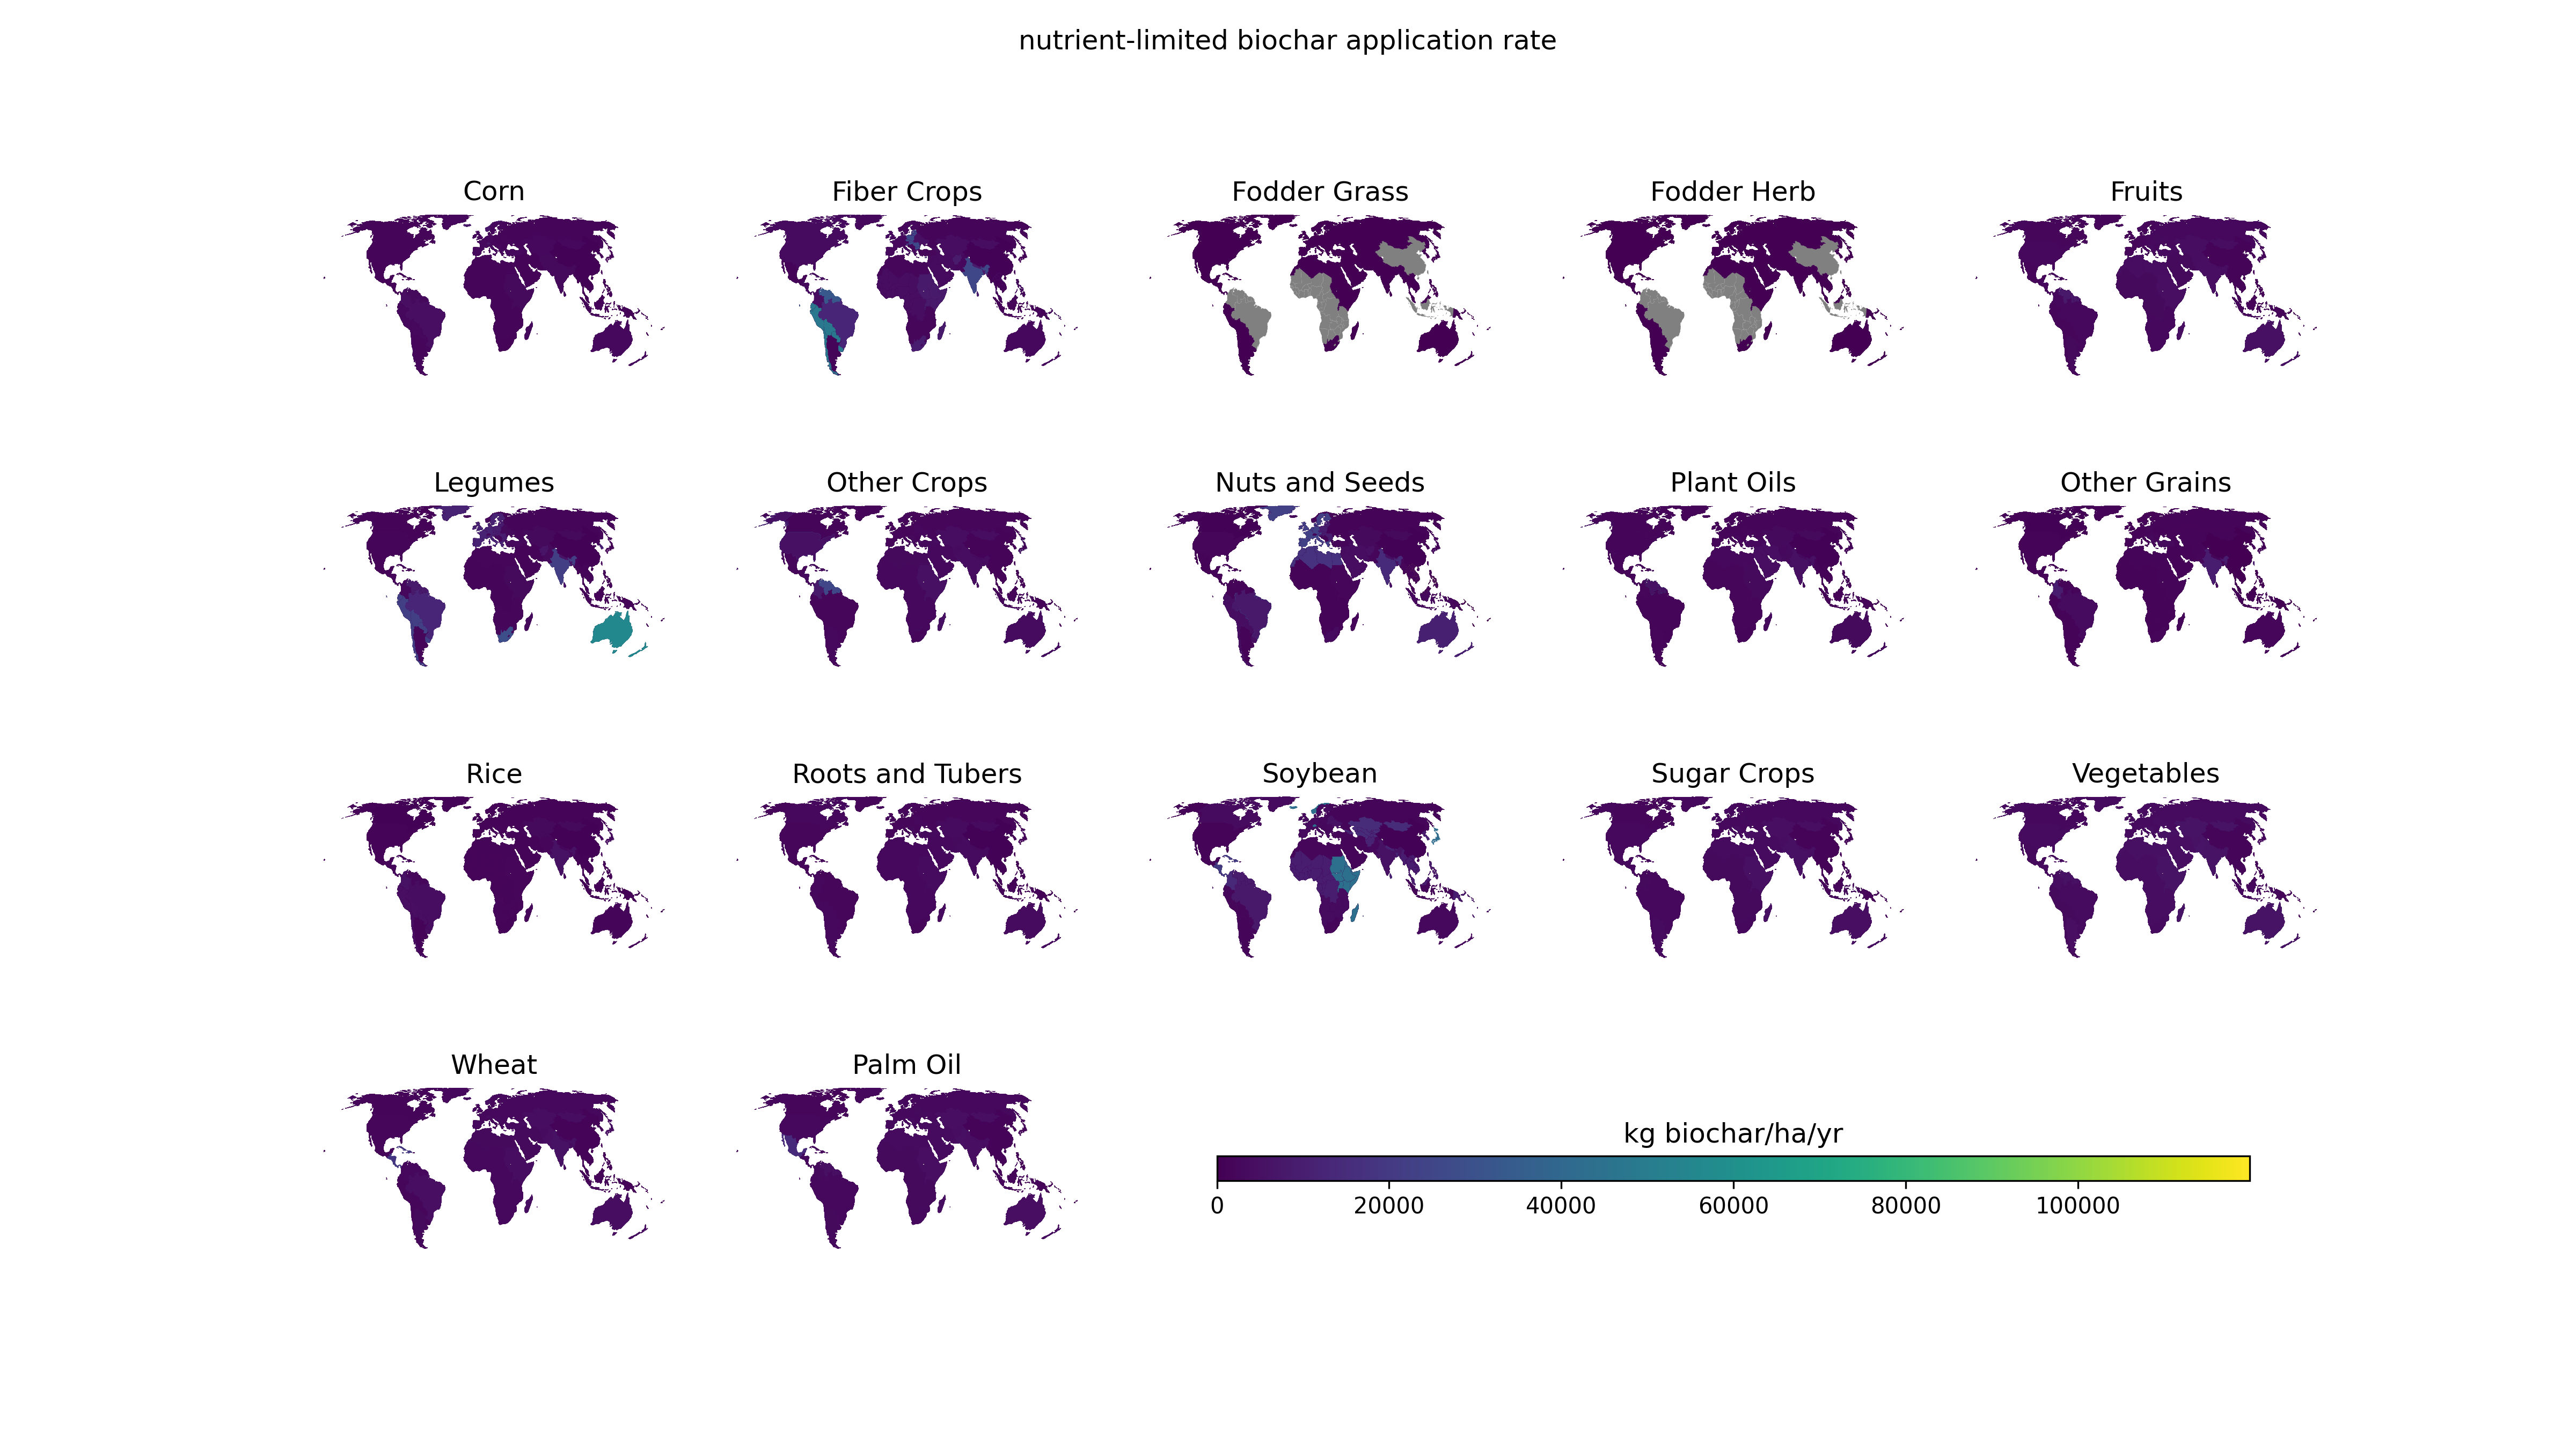 nutrient-limited biochar application rate
Corn
Fiber Crops
Fodder Grass
Fodder Herb
Fruits
Legumes
Other Crops
Nuts and Seeds
Plant Oils
Other Grains
Rice
Roots and Tubers
Soybean
Sugar Crops
Vegetables
Wheat
Palm Oil
kg biochar/ha/yr
0 20000 40000 60000 80000 100000